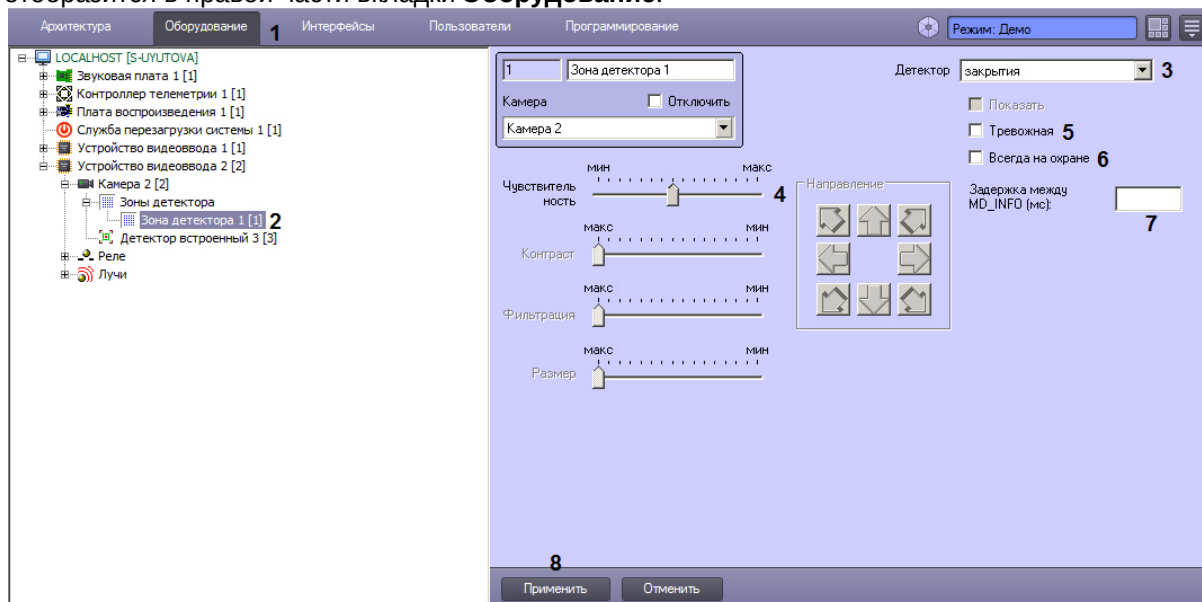 отобразится в правой части вкладки Оборудование.
Архитектура Оборудование 1 Интерфейсы Пользователи Программирование Режим: Демо
LOCALHOST [S-UYUTOVA]
Звуковая плата 1 [1]
Контроллер телеметрии 1 [1]
Плата воспроизведения 1 [1]
Служба перезагрузки системы 1 [1]
Устройство видеоввода 1 [1]
Устройство видеоввода 2 [2]
Камера 2 [2]
Зоны детектора
Зона детектора 1 [1] 2
Детектор встроенный 3 [3]
Реле
Лучи
1 Зона детектора 1
Камера Отключить
Камера 2
мин макс
Чувствитель
ность 4
макс мин
Контраст
макс мин
Фильтрация
макс мин
Размер
Направление
Детектор закрытия 3
Показать
Тревожная 5
Всегда на охране 6
Задержка между
MD_INFO (мс):
7
8
Применить Отменить